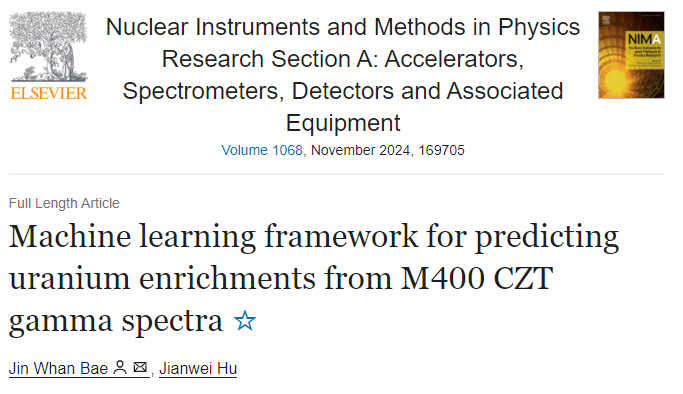 Nuclear Instruments and Methods in Physics
Research Section A: Accelerators,
Spectrometers, Detectors and Associated
Equipment
Volume 1068, November 2024, 169705
ELSEVIER
NIMA
Full Length Article
Machine learning framework for predicting
uranium enrichments from M400 CZT
gamma spectra
Jin Whan Bae, Jianwei Hu